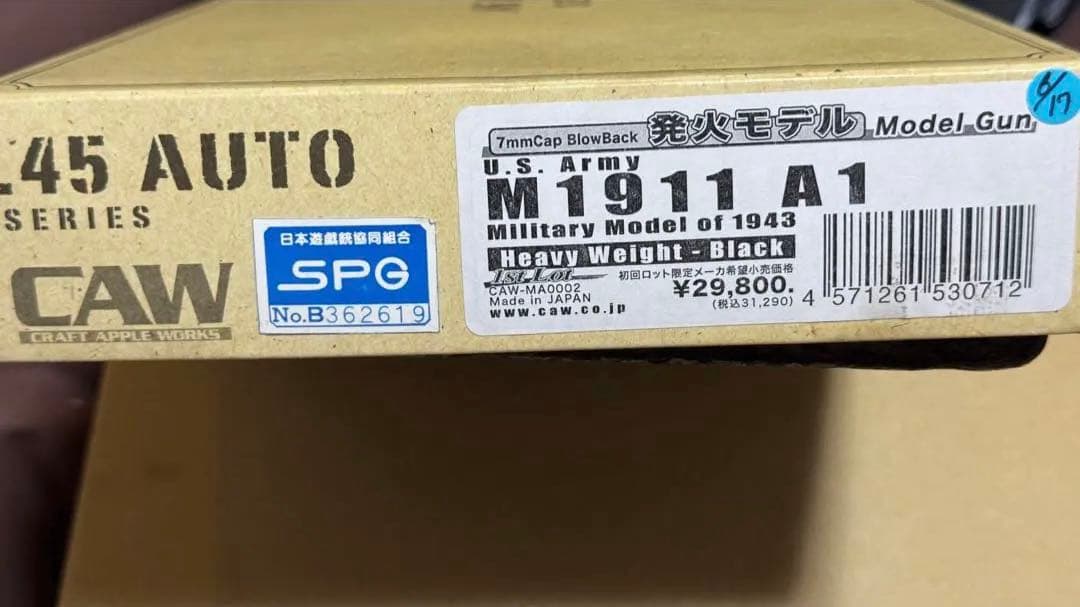 .45 AUTO
SERIES
CAW
CRAFT APPLE WORKS
日本遊戯銃協同組合
SPG
No.B362619
7mmCap BlowBack 発火モデル Model Gun
U.S. Army
M1911 A1
Military Model of 1943
Heavy Weight - Black
1st Lot 初回ロット限定メーカ希望小売価格
CAW-MA0002 ¥29,800.
Made in JAPAN (税込31,290)
www.caw.co.jp
4 571261 530712
6/17